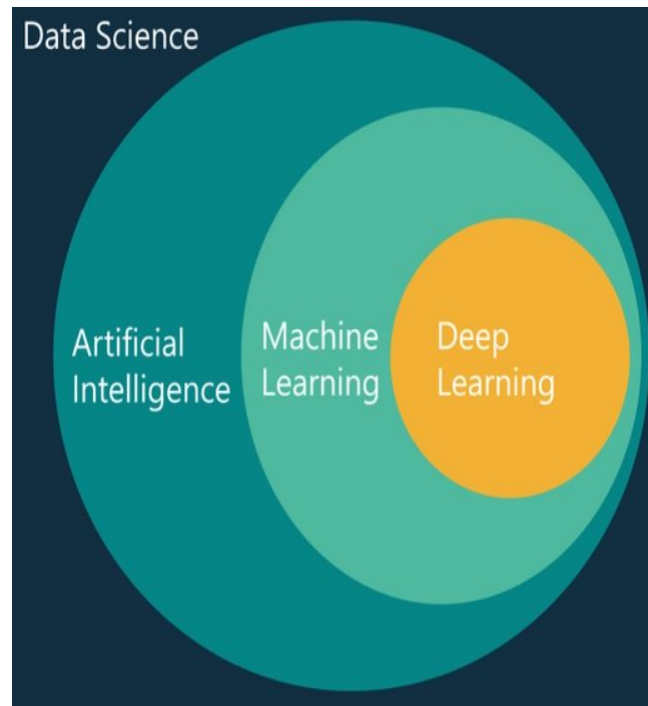 Data Science
Artificial
Intelligence
Machine
Learning
Deep
Learning